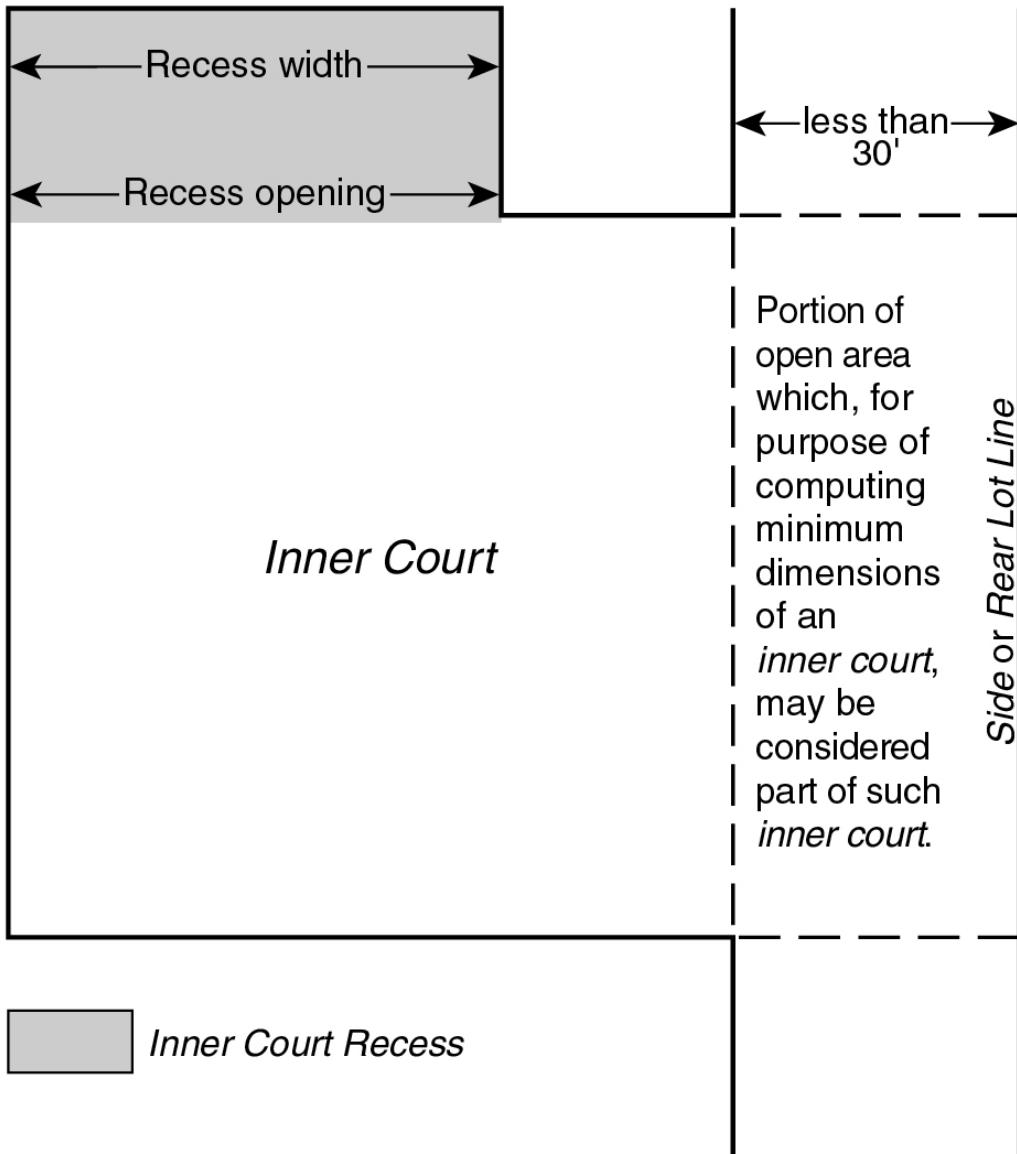 Recess width
less than
30'
Recess opening
Portion of
open area
which, for
purpose of
computing
minimum
dimensions
of an
inner court,
may be
considered
part of such
inner court.
Inner Court
Side or Rear Lot Line
Inner Court Recess